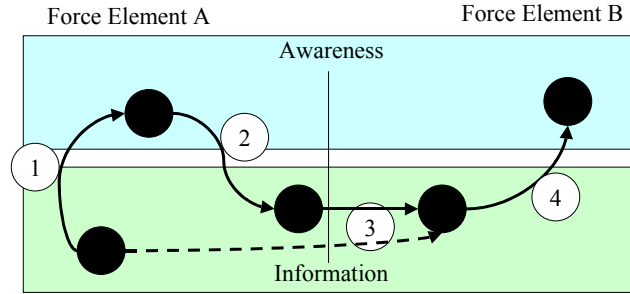 Force Element A
Force Element B
Awareness
2
1
4
3
Information